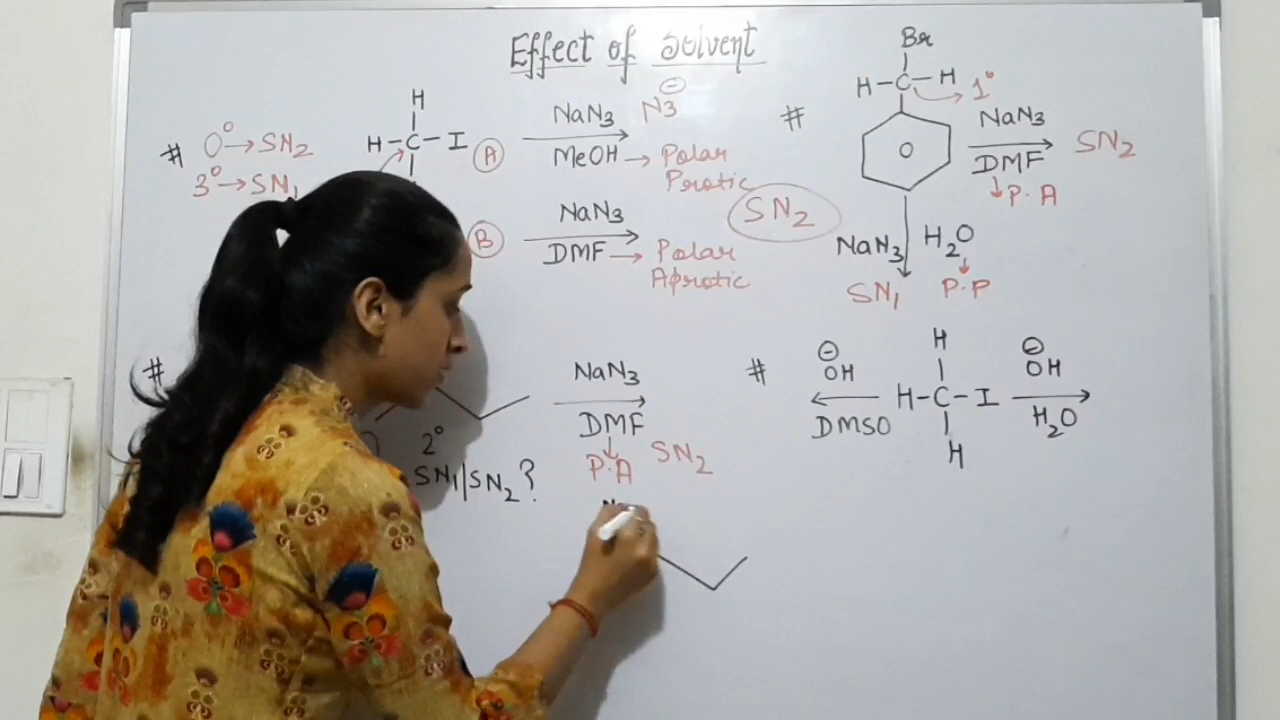 Effect of Solvent
# 0° → SN2
3° → SN1
H
H-C-I
A
NaN3
MeOH → Polar Protic
N3⊖
B
NaN3
DMF → Polar Aprotic
SN2
#
Br
H-C-H
1°
NaN3
DMF
P.A
SN2
NaN3 H2O
SN1 P.P
#
2°
SN1/SN2?
NaN3
DMF
P.A SN2
#
⊖
OH
DMSO
H
H-C-I
H
⊖
OH
H2O